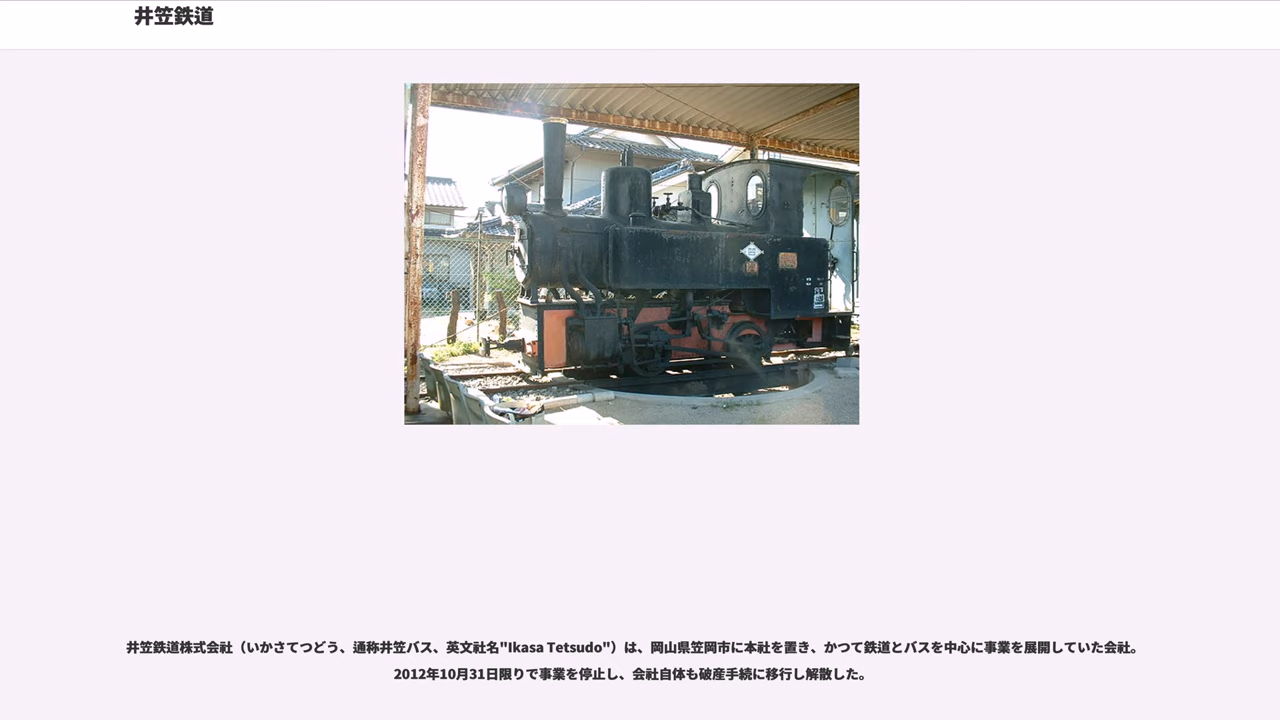 井笠鉄道
井笠鉄道株式会社（いかさてつどう、通称井笠バス、英文社名"Ikasa Tetsudo"）は、岡山県笠岡市に本社を置き、かつて鉄道とバスを中心に事業を展開していた会社。
2012年10月31日限りで事業を停止し、会社自体も破産手続に移行し解散した。